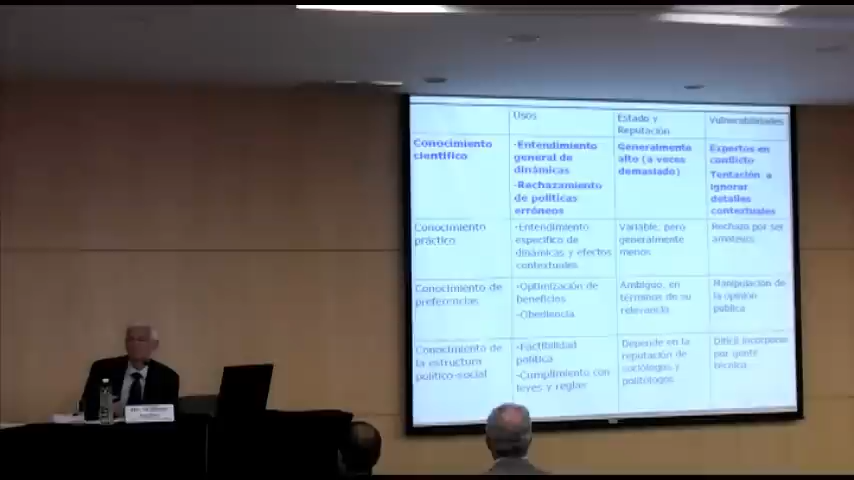 Usos
Estado y
Reputación
Vulnerabilidades
Conocimiento
científico
-Entendimiento
general de
dinámicas
-Rechazamiento
de políticas
erróneos
Generalmente
alto (a veces
demasiado)
Expertos en
conflicto
Tentación a
ignorar
detalles
contextuales
Conocimiento
práctico
-Entendimiento
específico de
dinámicas y efectos
contextuales
Variable, pero
generalmente
menos
Rechazo por ser
amateurs
Conocimiento de
preferencias
-Optimización de
beneficios
-Obediencia
Ambiguo, en
términos de su
relevancia
Manipulación de
la opinión
pública
Conocimiento de
la estructura
político-social
-Factibilidad
política
-Cumplimiento con
leyes y reglas
Depende en la
reputación de
sociólogos y
politólogos
Difícil incorporar
por gente
técnica